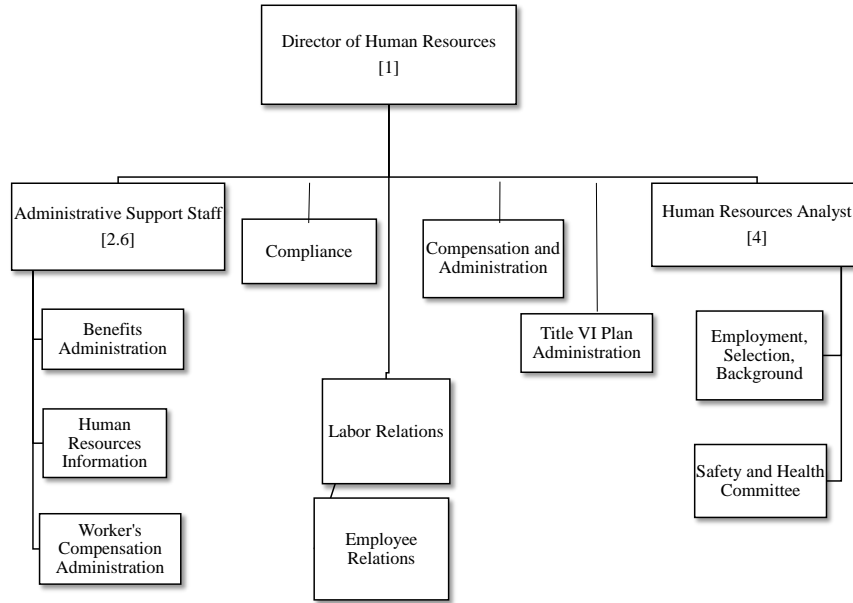 Director of Human Resources
[1]
Administrative Support Staff
[2.6]
Compliance
Compensation and
Administration
Human Resources Analyst
[4]
Benefits
Administration
Title VI Plan
Administration
Employment,
Selection,
Background
Human
Resources
Information
Labor Relations
Safety and Health
Committee
Worker's
Compensation
Administration
Employee
Relations